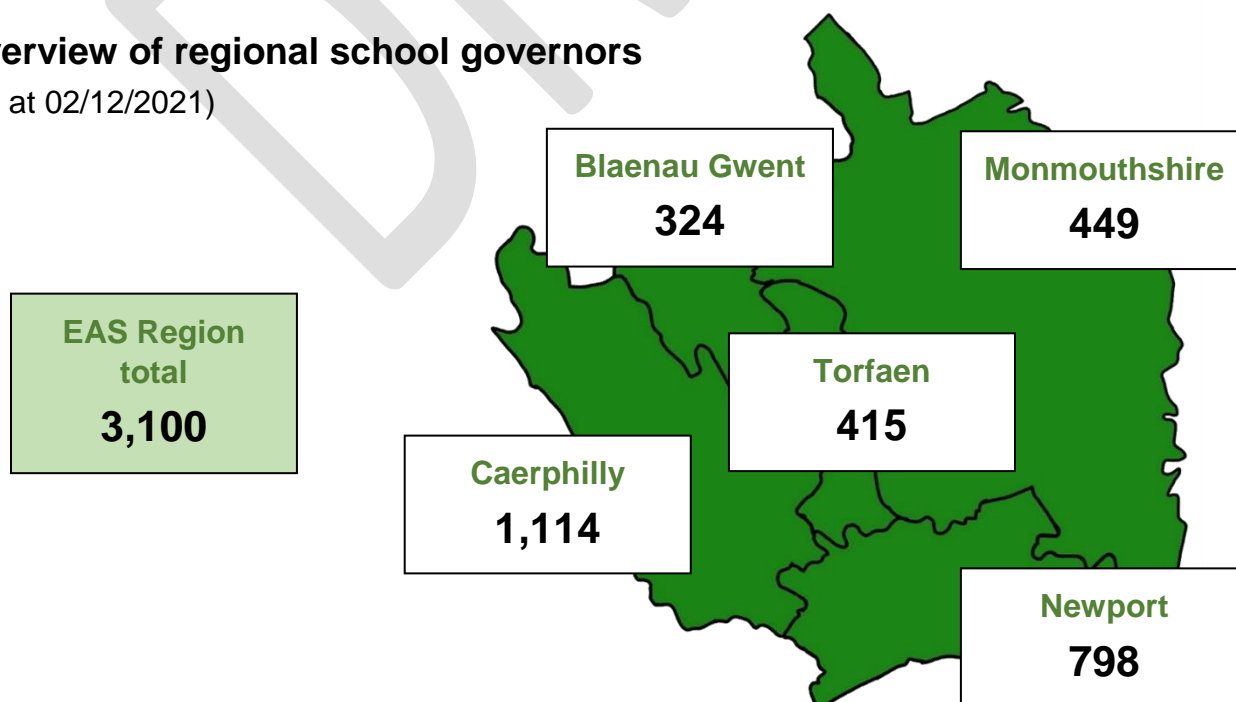 verview of regional school governors
at 02/12/2021)
Blaenau Gwent
324
Monmouthshire
449
EAS Region
total
3,100
Torfaen
415
Caerphilly
1,114
Newport
798